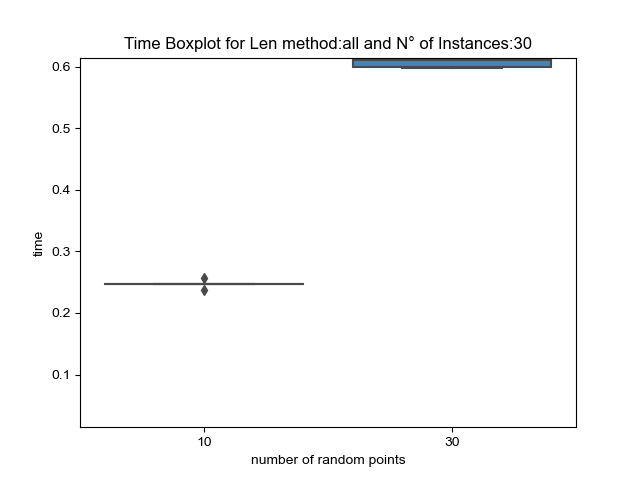 Time Boxplot for Len method:all and N° of Instances:30
0.6
0.5
0.4
0.3
0.2
0.1
time
10
30
number of random points